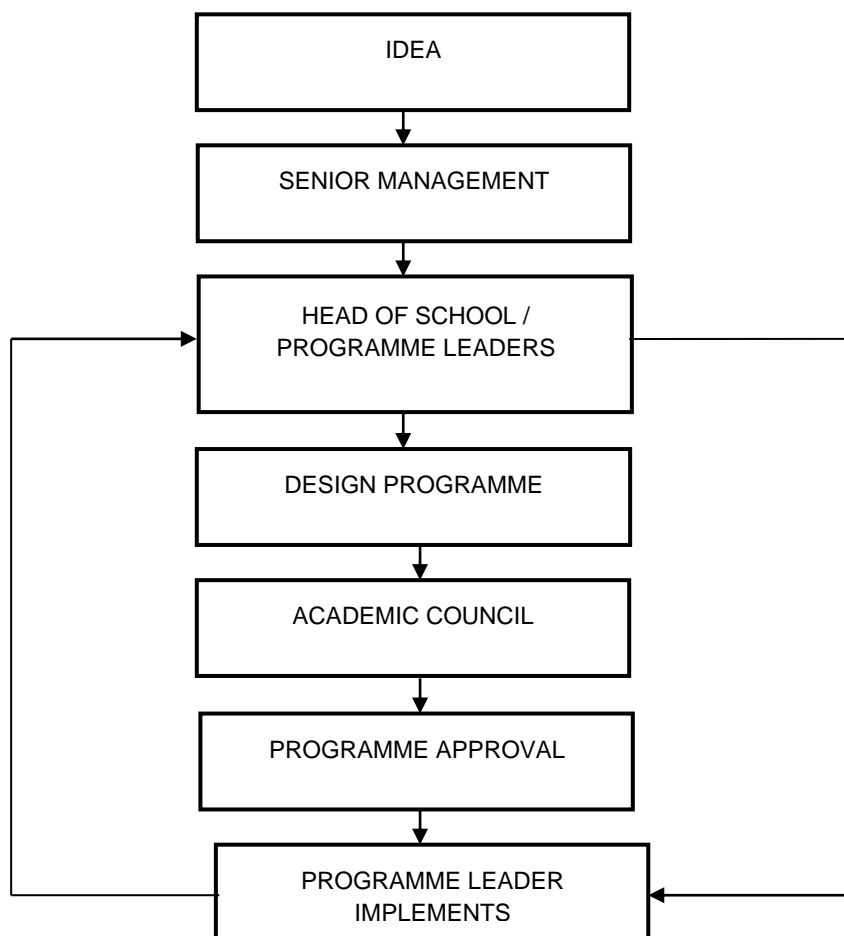 IDEA
SENIOR MANAGEMENT
HEAD OF SCHOOL /
PROGRAMME LEADERS
DESIGN PROGRAMME
ACADEMIC COUNCIL
PROGRAMME APPROVAL
PROGRAMME LEADER
IMPLEMENTS